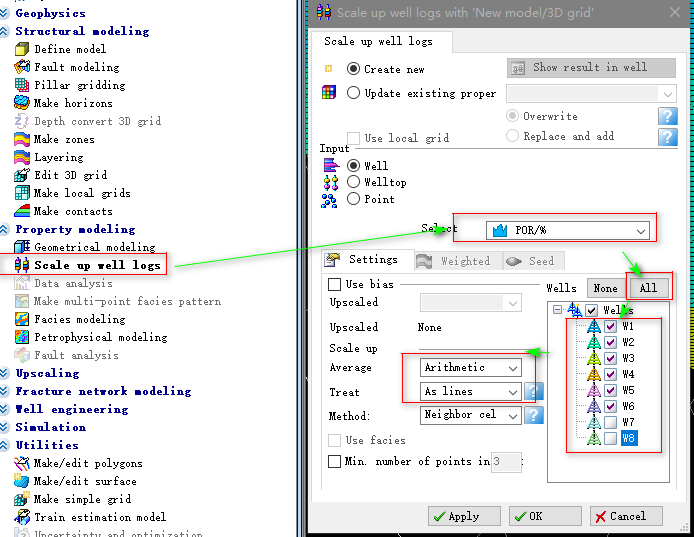 Geophysics
Structural modeling
Define model
Fault modeling
Pillar gridding
Make horizons
Depth convert 3D grid
Make zones
Layering
Edit 3D grid
Make local grids
Make contacts
Property modeling
Geometrical modeling
Scale up well logs
Data analysis
Make multi-point facies pattern
Facies modeling
Petrophysical modeling
Fault analysis
Upscaling
Fracture network modeling
Well engineering
Simulation
Utilities
Make/edit polygons
Make/edit surface
Make simple grid
Train estimation model
Uncertainty and optimization
Scale up well logs with 'New model/3D grid'
Scale up well logs
Create new
Show result in well
Update existing proper
Overwrite
?
Use local grid
Replace and add
?
Input
Well
Welltop
Point
Select
POR/%
Settings
Weighted
Seed
Use bias
Wells
None
All
Upscaled
Upscaled
None
Scale up
Average
Arithmetic
Treat
As lines
?
Method:
Neighbor cel
?
Use facies
Min. number of points in
3
Wells
W1
W2
W3
W4
W5
W6
W7
W8
Apply
OK
Cancel